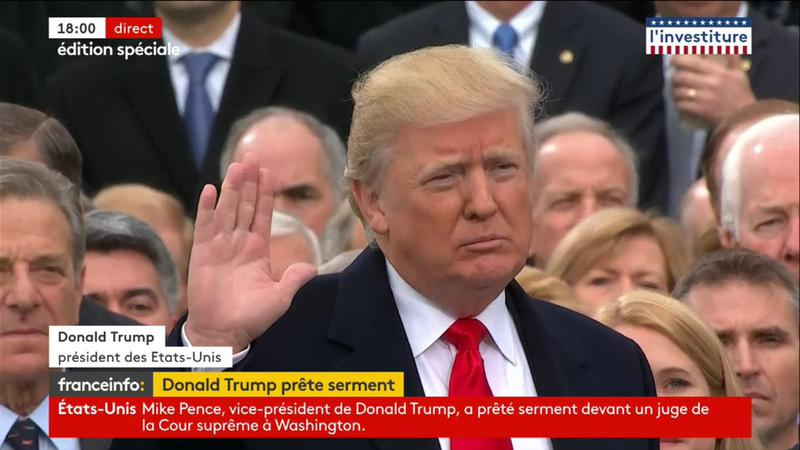 18:00 direct
édition spéciale
l'investiture
Donald Trump
président des Etats-Unis
franceinfo: Donald Trump prête serment
États-Unis Mike Pence, vice-président de Donald Trump, a prêté serment devant un juge de
la Cour suprême à Washington.